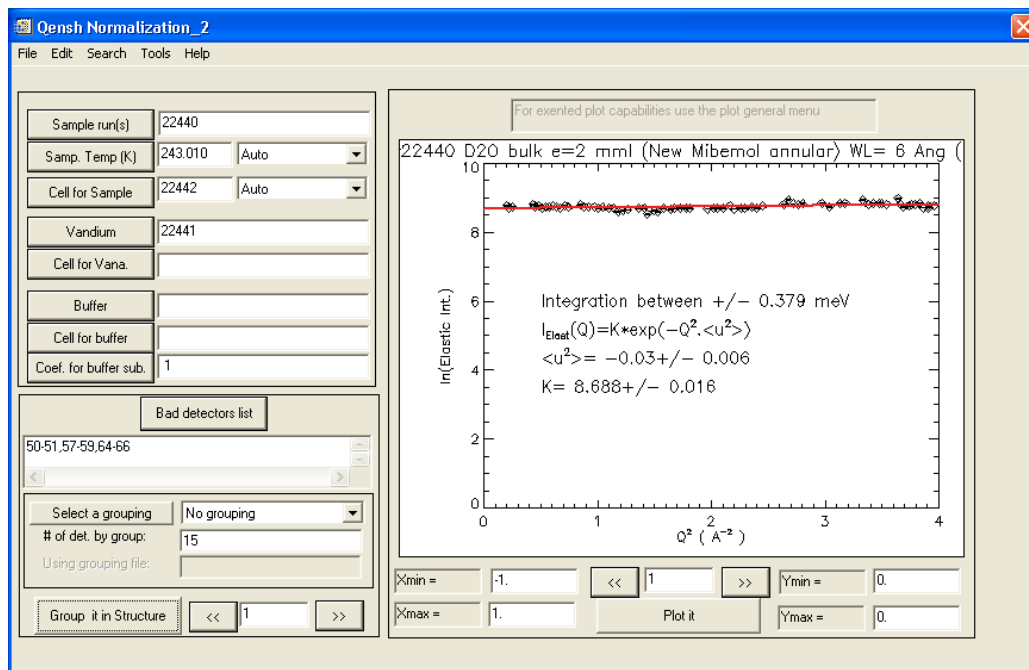 Qensh Normalization_2
File Edit Search Tools Help
Sample run(s) 22440
Samp. Temp (K) 243.010 Auto
Cell for Sample 22442 Auto
Vandium 22441
Cell for Vana.
Buffer
Cell for buffer
Coef. for buffer sub. 1
Bad detectors list
50-51,57-59,64-66
Select a grouping No grouping
# of det. by group: 15
Using grouping file:
Group it in Structure << 1 >>
For exented plot capabilities use the plot general menu
22440 D2O bulk e=2 mml (New Mibemol annular) WL= 6 Ang (
10
8
6
4
2
0
ln(Elastic Int.)
Integration between +/- 0.379 meV
I_Elast(Q)=K*exp(-Q².<u²>)
<u²>= -0.03+/- 0.006
K= 8.688+/- 0.016
0 1 2 3 4
Q² ( A⁻² )
Xmin = -1. << 1 >> Ymin = 0.
Xmax = 1. Plot it Ymax = 0.